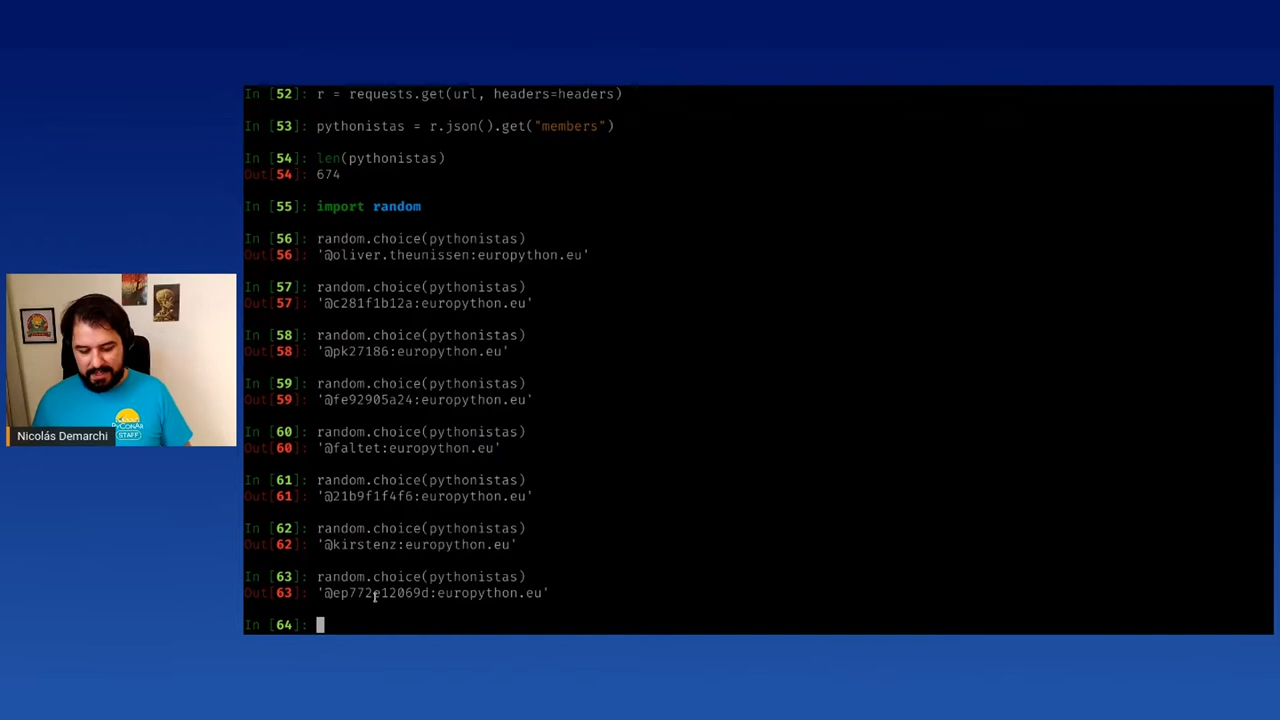 In [52]: r = requests.get(url, headers=headers)
In [53]: pythonistas = r.json().get("members")
In [54]: len(pythonistas)
Out[54]: 674
In [55]: import random
In [56]: random.choice(pythonistas)
Out[56]: '@oliver.theunissen:europython.eu'
In [57]: random.choice(pythonistas)
Out[57]: '@c281f1b12a:europython.eu'
In [58]: random.choice(pythonistas)
Out[58]: '@pk27186:europython.eu'
In [59]: random.choice(pythonistas)
Out[59]: '@fe92905a24:europython.eu'
In [60]: random.choice(pythonistas)
Out[60]: '@faltet:europython.eu'
In [61]: random.choice(pythonistas)
Out[61]: '@21b9f1f4f6:europython.eu'
In [62]: random.choice(pythonistas)
Out[62]: '@kirstenz:europython.eu'
In [63]: random.choice(pythonistas)
Out[63]: '@ep772e12069d:europython.eu'
In [64]:
PyConAr
STAFF
Nicolás Demarchi